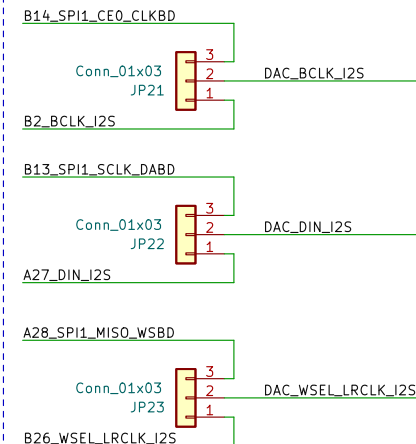 B14_SPI1_CE0_CLKBD
3
Conn_01x03
2
DAC_BCLK_I2S
JP21
1
B2_BCLK_I2S
B13_SPI1_SCLK_DABD
3
Conn_01x03
2
DAC_DIN_I2S
JP22
1
A27_DIN_I2S
A28_SPI1_MISO_WSBD
3
Conn_01x03
2
DAC_WSEL_LRCLK_I2S
JP23
1
B26_WSEL_LRCLK_I2S